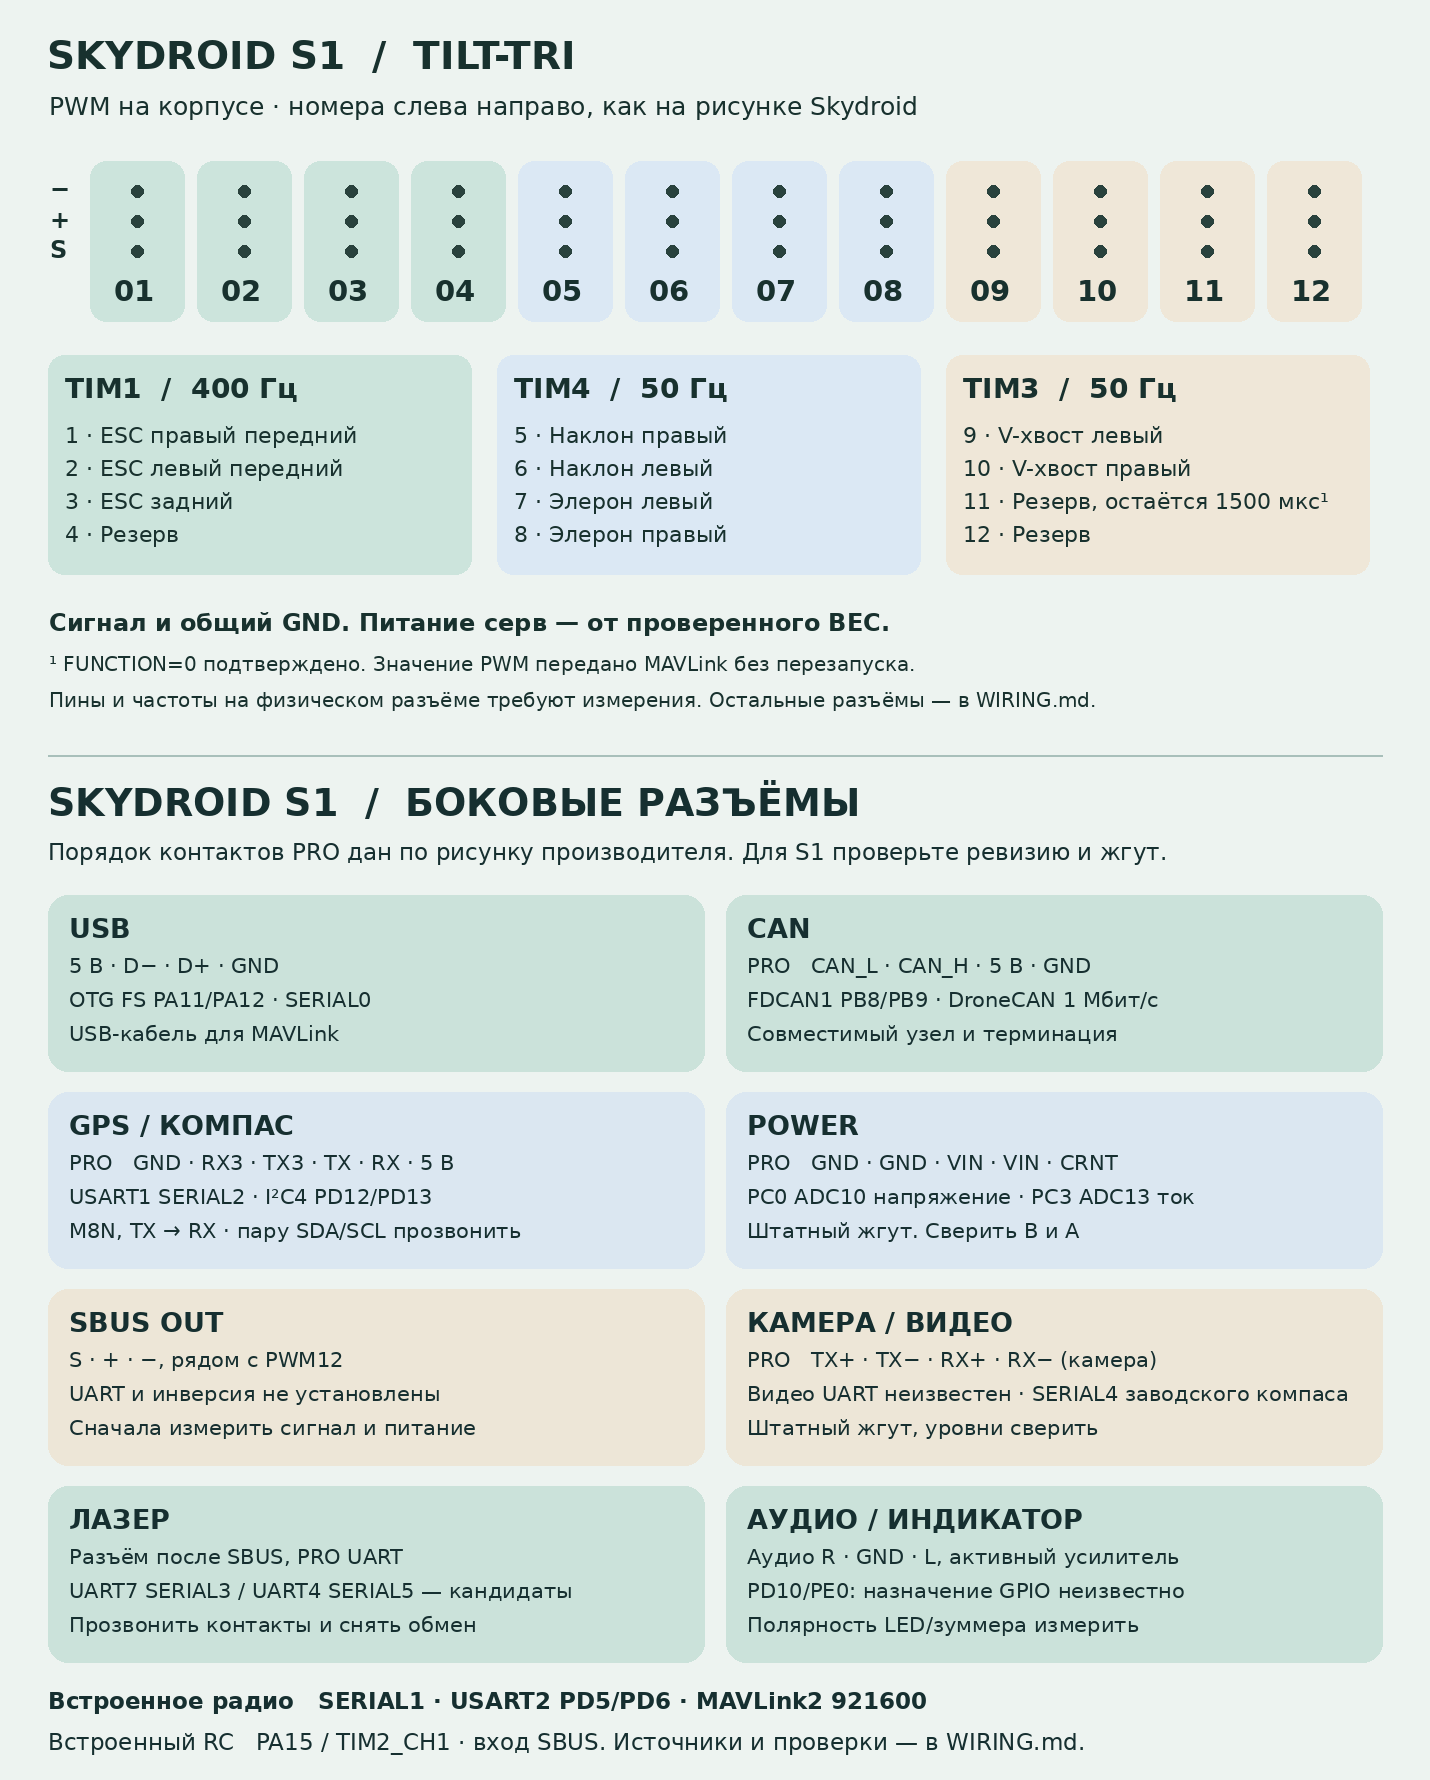 SKYDROID S1 / TILT-TRI
PWM на корпусе · номера слева направо, как на рисунке Skydroid
−
+
S
01 02 03 04 05 06 07 08 09 10 11 12
TIM1 / 400 Гц
1 · ESC правый передний
2 · ESC левый передний
3 · ESC задний
4 · Резерв
TIM4 / 50 Гц
5 · Наклон правый
6 · Наклон левый
7 · Элерон левый
8 · Элерон правый
TIM3 / 50 Гц
9 · V-хвост левый
10 · V-хвост правый
11 · Резерв, остаётся 1500 мкс¹
12 · Резерв
Сигнал и общий GND. Питание серв — от проверенного BEC.
¹ FUNCTION=0 подтверждено. Значение PWM передано MAVLink без перезапуска.
Пины и частоты на физическом разъёме требуют измерения. Остальные разъёмы — в WIRING.md.
SKYDROID S1 / БОКОВЫЕ РАЗЪЁМЫ
Порядок контактов PRO дан по рисунку производителя. Для S1 проверьте ревизию и жгут.
USB
5 В · D− · D+ · GND
OTG FS PA11/PA12 · SERIAL0
USB-кабель для MAVLink
CAN
PRO CAN_L · CAN_H · 5 В · GND
FDCAN1 PB8/PB9 · DroneCAN 1 Мбит/с
Совместимый узел и терминация
GPS / КОМПАС
PRO GND · RX3 · TX3 · TX · RX · 5 В
USART1 SERIAL2 · I²C4 PD12/PD13
M8N, TX → RX · пару SDA/SCL прозвонить
POWER
PRO GND · GND · VIN · VIN · CRNT
PC0 ADC10 напряжение · PC3 ADC13 ток
Штатный жгут. Сверить В и А
SBUS OUT
S · + · −, рядом с PWM12
UART и инверсия не установлены
Сначала измерить сигнал и питание
КАМЕРА / ВИДЕО
PRO TX+ · TX− · RX+ · RX− (камера)
Видео UART неизвестен · SERIAL4 заводского компаса
Штатный жгут, уровни сверить
ЛАЗЕР
Разъём после SBUS, PRO UART
UART7 SERIAL3 / UART4 SERIAL5 — кандидаты
Прозвонить контакты и снять обмен
АУДИО / ИНДИКАТОР
Аудио R · GND · L, активный усилитель
PD10/PE0: назначение GPIO неизвестно
Полярность LED/зуммера измерить
Встроенное радио SERIAL1 · USART2 PD5/PD6 · MAVLink2 921600
Встроенный RC PA15 / TIM2_CH1 · вход SBUS. Источники и проверки — в WIRING.md.